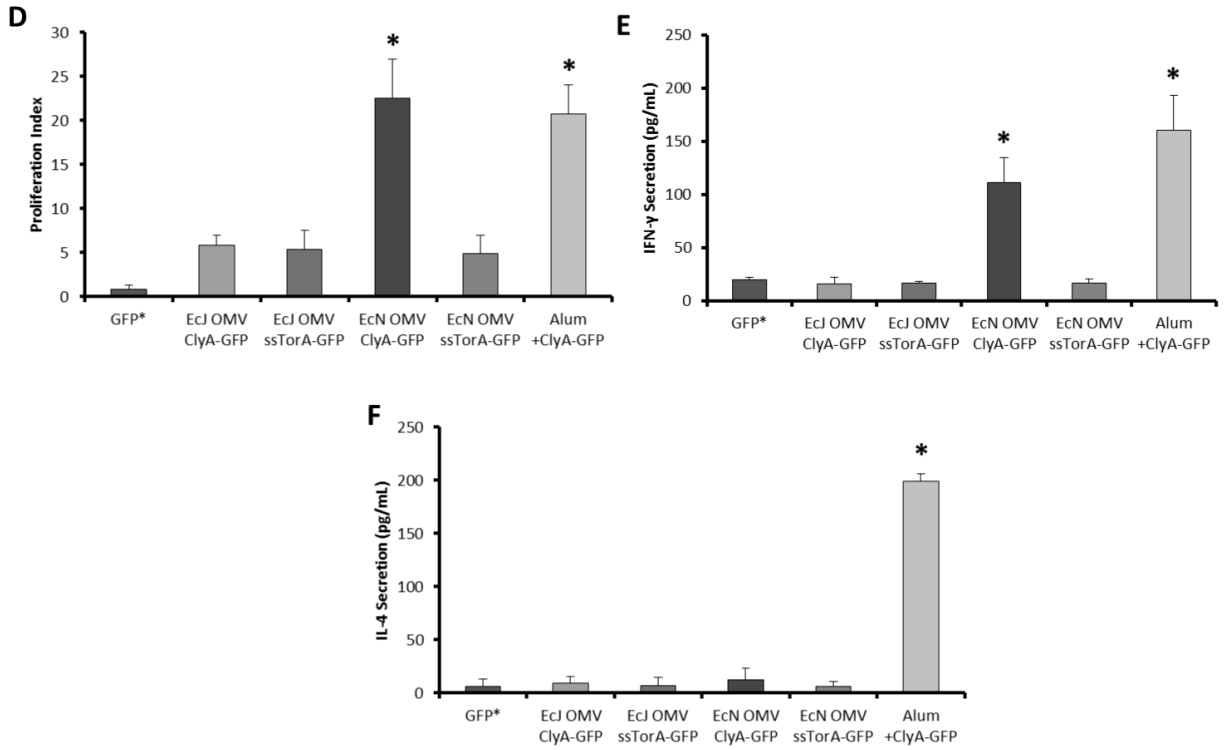 D
30
25
20
15
10
5
0
Proliferation Index
*
*
GFP*
EcJ OMV
ClyA-GFP
EcJ OMV
ssTorA-GFP
EcN OMV
ClyA-GFP
EcN OMV
ssTorA-GFP
Alum
+ClyA-GFP
E
250
200
150
100
50
0
IFN-γ Secretion (pg/mL)
*
*
GFP*
EcJ OMV
ClyA-GFP
EcJ OMV
ssTorA-GFP
EcN OMV
ClyA-GFP
EcN OMV
ssTorA-GFP
Alum
+ClyA-GFP
F
250
200
150
100
50
0
IL-4 Secretion (pg/mL)
*
GFP*
EcJ OMV
ClyA-GFP
EcJ OMV
ssTorA-GFP
EcN OMV
ClyA-GFP
EcN OMV
ssTorA-GFP
Alum
+ClyA-GFP